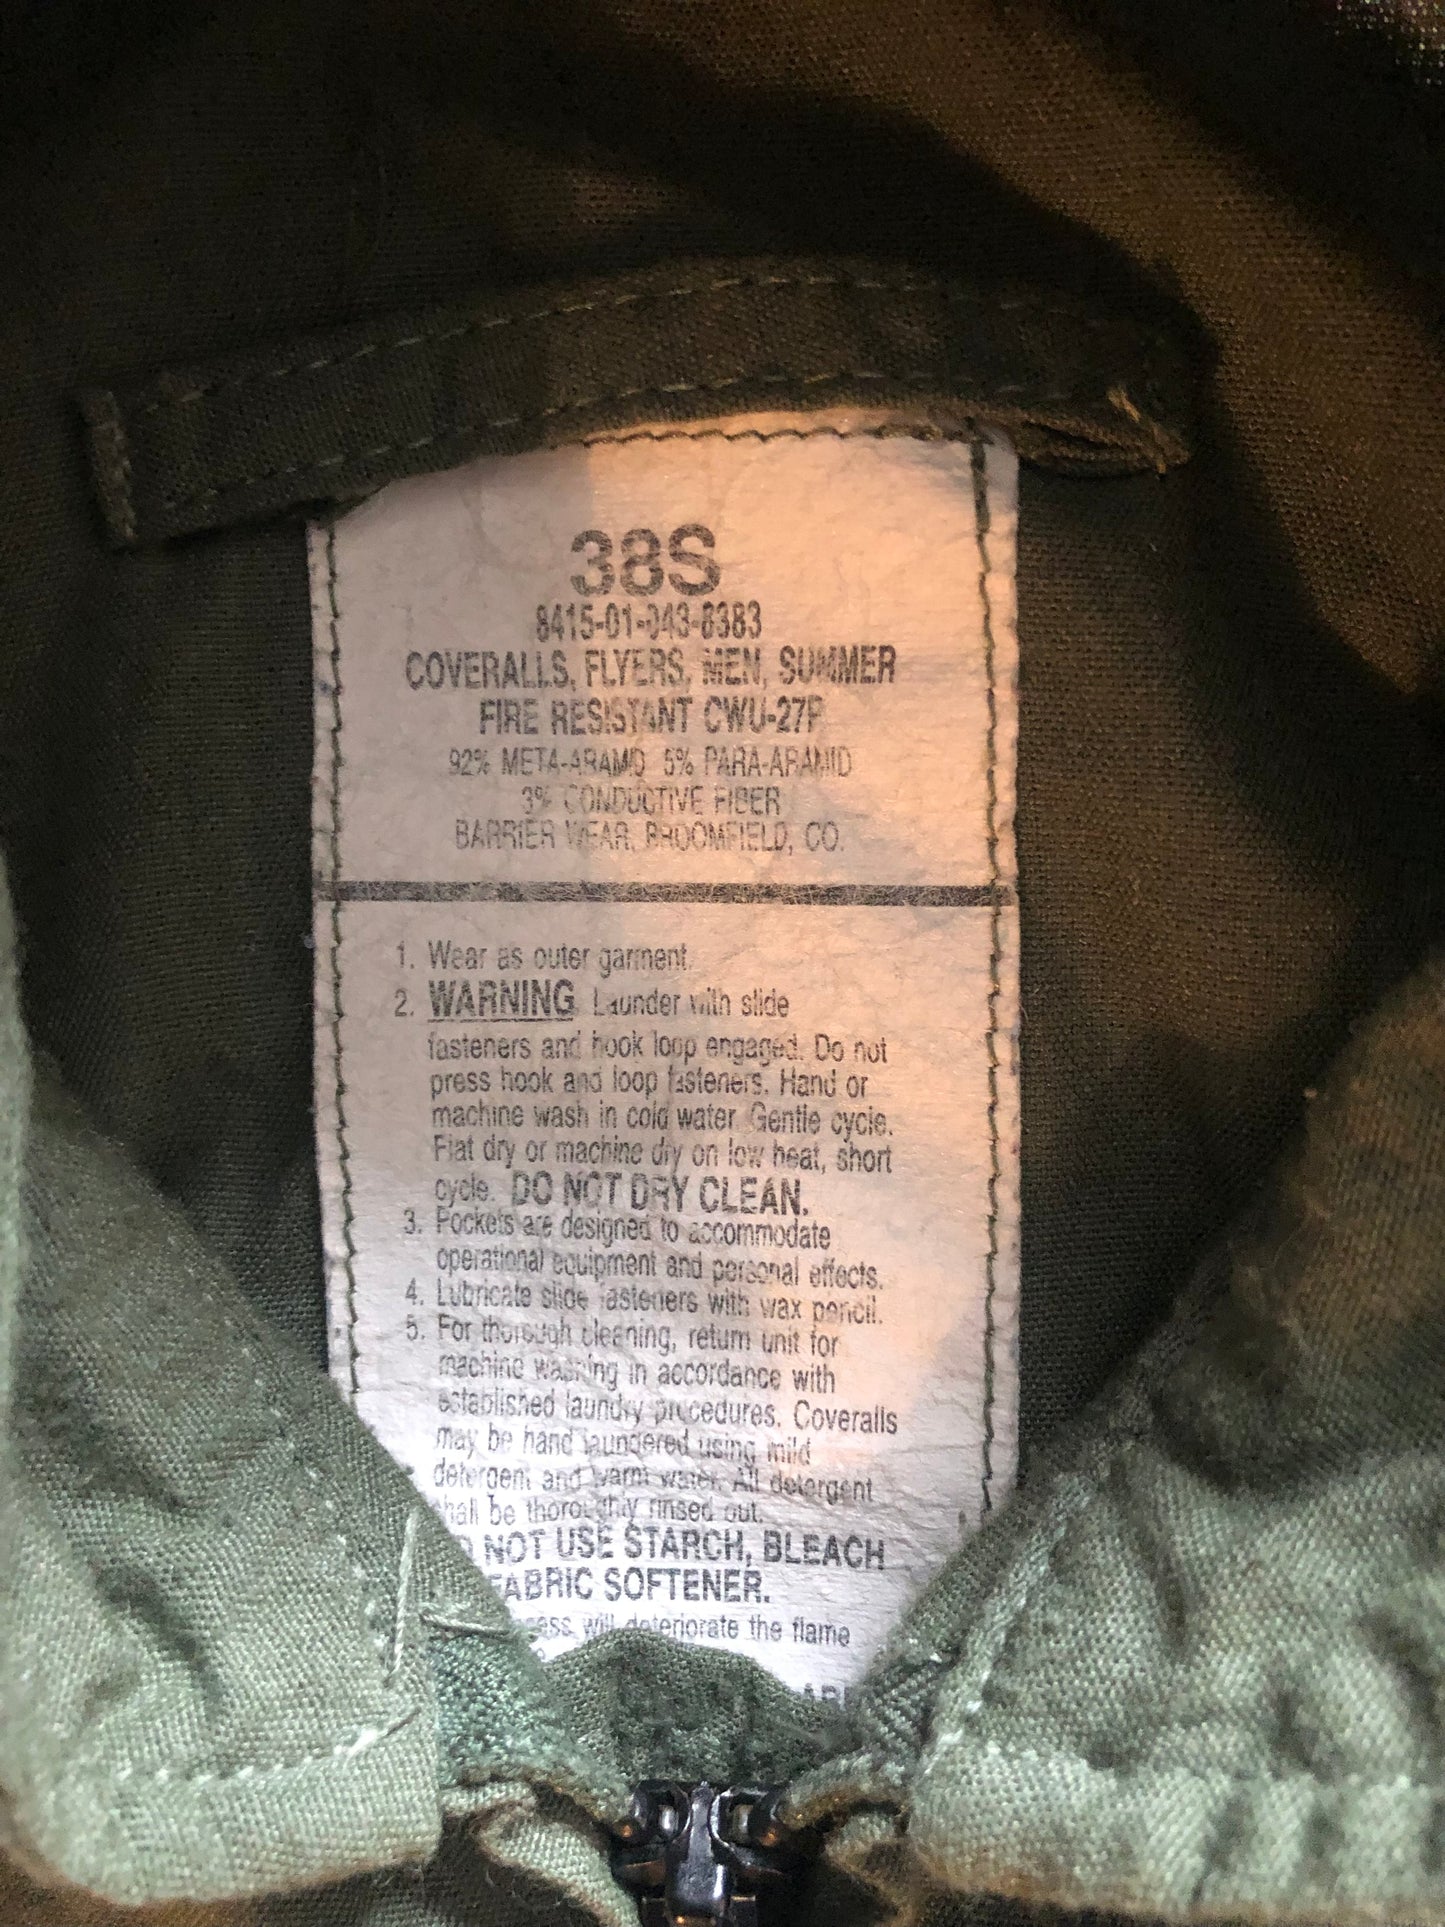 38S
8415-01-043-8383
COVERALLS, FLYERS, MEN, SUMMER
FIRE RESISTANT CWU-27P
92% META-ARAMID 5% PARA-ARAMID
3% CONDUCTIVE FIBER
BARRIER WEAR, BROOMFIELD, CO.
1. Wear as outer garment.
2. WARNING Launder with slide
fasteners and hook loop engaged. Do not
press hook and loop fasteners. Hand or
machine wash in cold water. Gentle cycle.
Flat dry or machine dry on low heat, short
cycle. DO NOT DRY CLEAN.
3. Pockets are designed to accommodate
operational equipment and personal effects.
4. Lubricate slide fasteners with wax pencil.
5. For thorough cleaning, return unit for
machine washing in accordance with
established laundry procedures. Coveralls
may be hand laundered using mild
detergent and warm water. All detergent
shall be thoroughly rinsed out.
NOT USE STARCH, BLEACH
FABRIC SOFTENER.
will deteriorate the flame